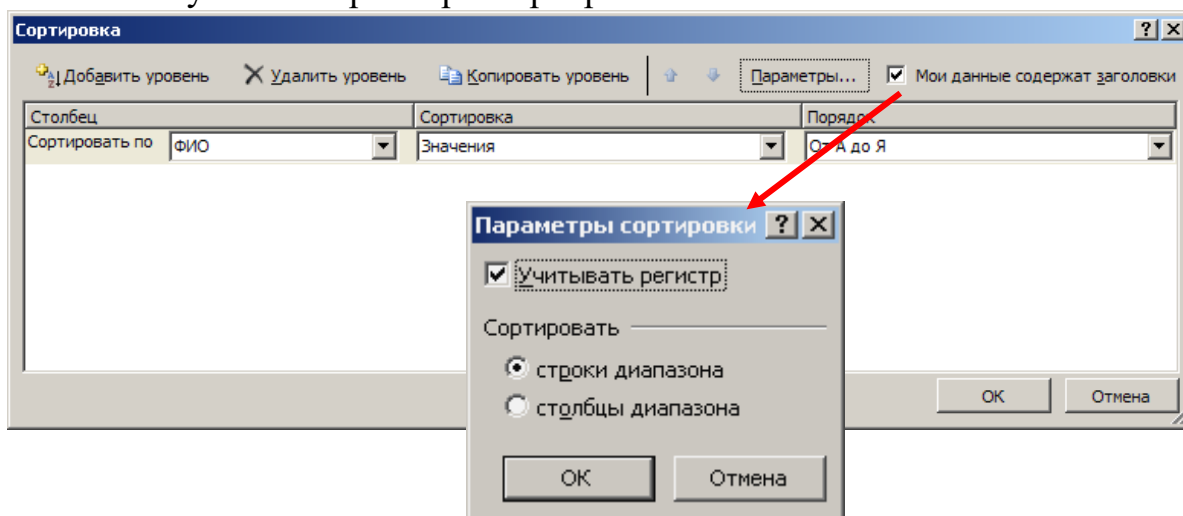 Сортировка
Добавить уровень Удалить уровень Копировать уровень Параметры... Мои данные содержат заголовки
Столбец Сортировка Порядок
Сортировать по ФИО Значения От А до Я
Параметры сортировки
Учитывать регистр
Сортировать
строки диапазона
столбцы диапазона
ОК Отмена
ОК Отмена